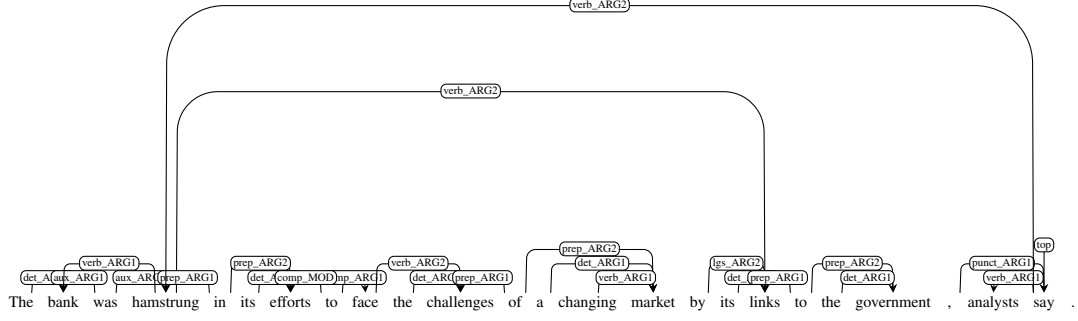 verb_ARG2
verb_ARG2
top
prep_ARG2
verb_ARG1 prep_ARG2 verb_ARG2 det_ARG1 lgs_ARG2 prep_ARG2 punct_ARG1
aux_ARG1 prep_ARG1 comp_MOD prep_ARG1 verb_ARG1 prep_ARG1 det_ARG1 verb_ARG1
The bank was hamstrung in its efforts to face the challenges of a changing market by its links to the government , analysts say .